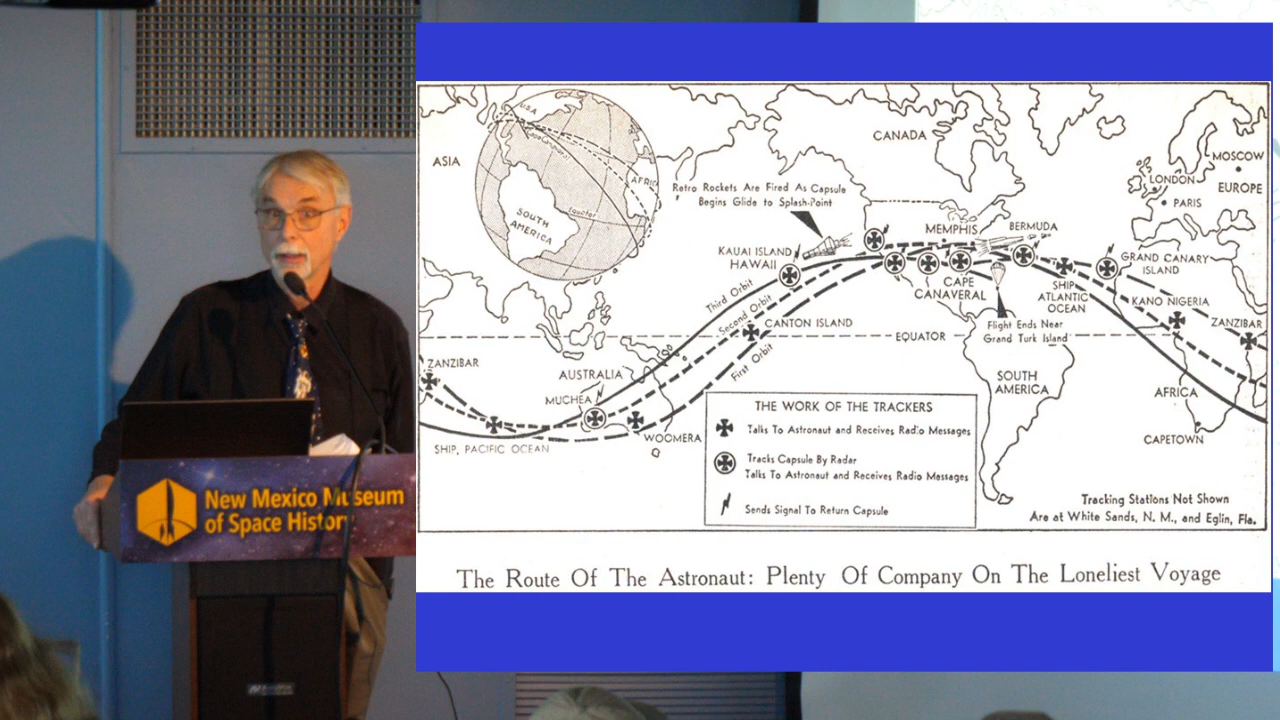 New Mexico Museum
of Space History
U.S.A.
AFRIC
SOUTH
AMERICA
Equator
ASIA
CANADA
MOSCOW
EUROPE
LONDON
PARIS
Retro Rockets Are Fired As Capsule
Begins Glide to Splash-Point
MEMPHIS
BERMUDA
KAUAI ISLAND
HAWAII
GRAND CANARY
ISLAND
CAPE
CANAVERAL
SHIP
ATLANTIC
OCEAN
KANO NIGERIA
Third Orbit
Second Orbit
First Orbit
CANTON ISLAND
EQUATOR
Flight Ends Near
Grand Turk Island
ZANZIBAR
ZANZIBAR
AUSTRALIA
MUCHEA
WOOMERA
SHIP, PACIFIC OCEAN
SOUTH
AMERICA
AFRICA
CAPETOWN
THE WORK OF THE TRACKERS
Talks To Astronaut and Receives Radio Messages
Tracks Capsule By Radar
Talks To Astronaut and Receives Radio Messages
Sends Signal To Return Capsule
Tracking Stations Not Shown
Are at White Sands, N. M., and Eglin, Fla.
The Route Of The Astronaut: Plenty Of Company On The Loneliest Voyage